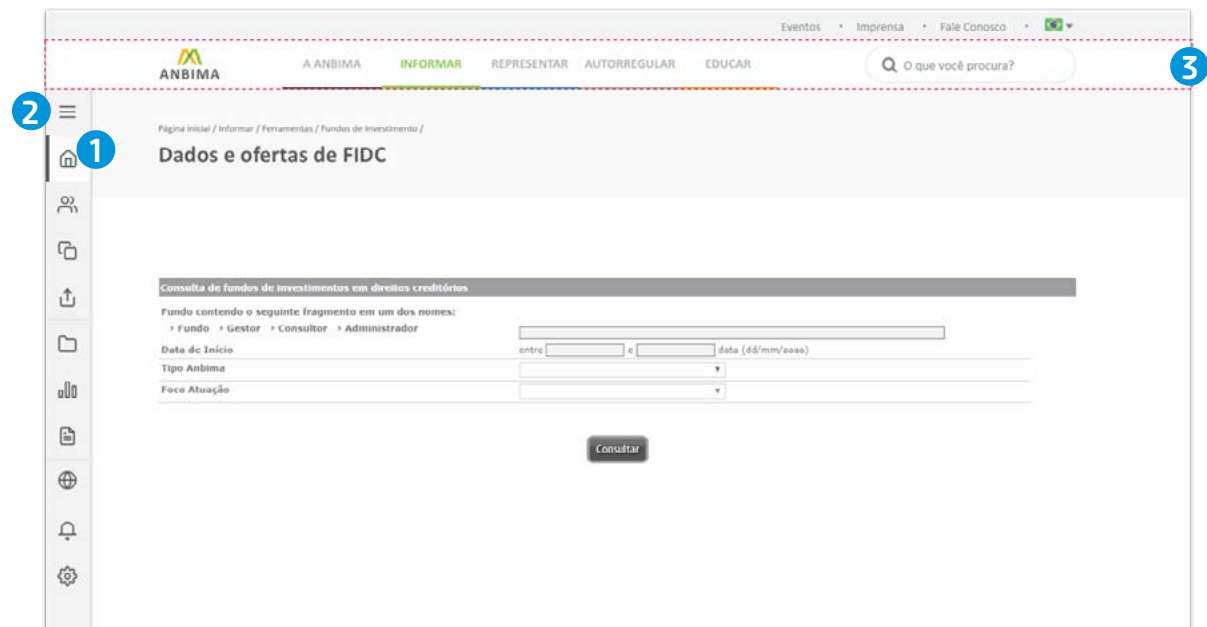 Eventos • Imprensa • Fale Conosco •
ANBIMA
A ANBIMA INFORMAR REPRESENTAR AUTORREGULAR EDUCAR
O que você procura?
3
2
1
Página inicial / Informar / Ferramentas / Fundos de Investimento /
Dados e ofertas de FIDC
Consulta de fundos de investimentos em direitos creditórios
Fundo contendo o seguinte fragmento em um dos nomes:
› Fundo › Gestor › Consultor › Administrador
Data de Início entre e data (dd/mm/aaaa)
Tipo Anbima
Foco Atuação
Consultar